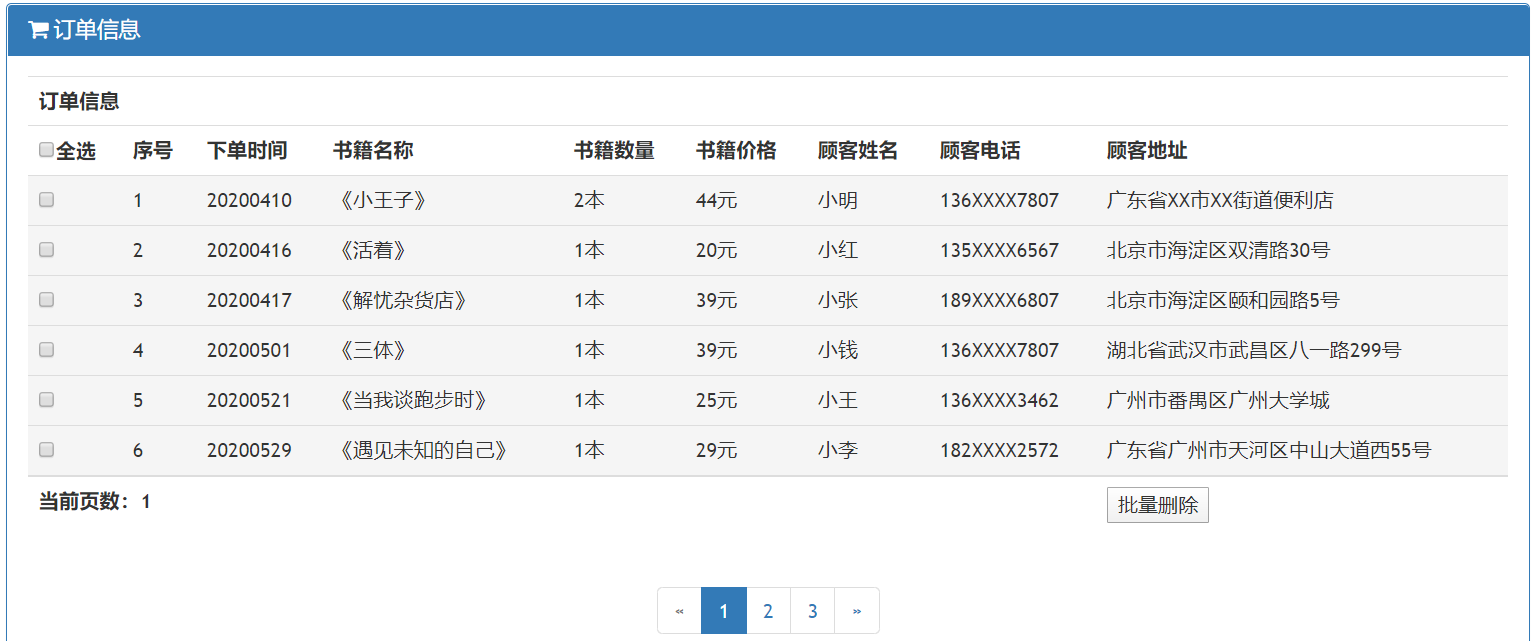 订单信息
订单信息
全选 序号 下单时间 书籍名称 书籍数量 书籍价格 顾客姓名 顾客电话 顾客地址
1 20200410 《小王子》 2本 44元 小明 136XXXX7807 广东省XX市XX街道便利店
2 20200416 《活着》 1本 20元 小红 135XXXX6567 北京市海淀区双清路30号
3 20200417 《解忧杂货店》 1本 39元 小张 189XXXX6807 北京市海淀区颐和园路5号
4 20200501 《三体》 1本 39元 小钱 136XXXX7807 湖北省武汉市武昌区八一路299号
5 20200521 《当我谈跑步时》 1本 25元 小王 136XXXX3462 广州市番禺区广州大学城
6 20200529 《遇见未知的自己》 1本 29元 小李 182XXXX2572 广东省广州市天河区中山大道西55号
当前页数：1 批量删除
« 1 2 3 »